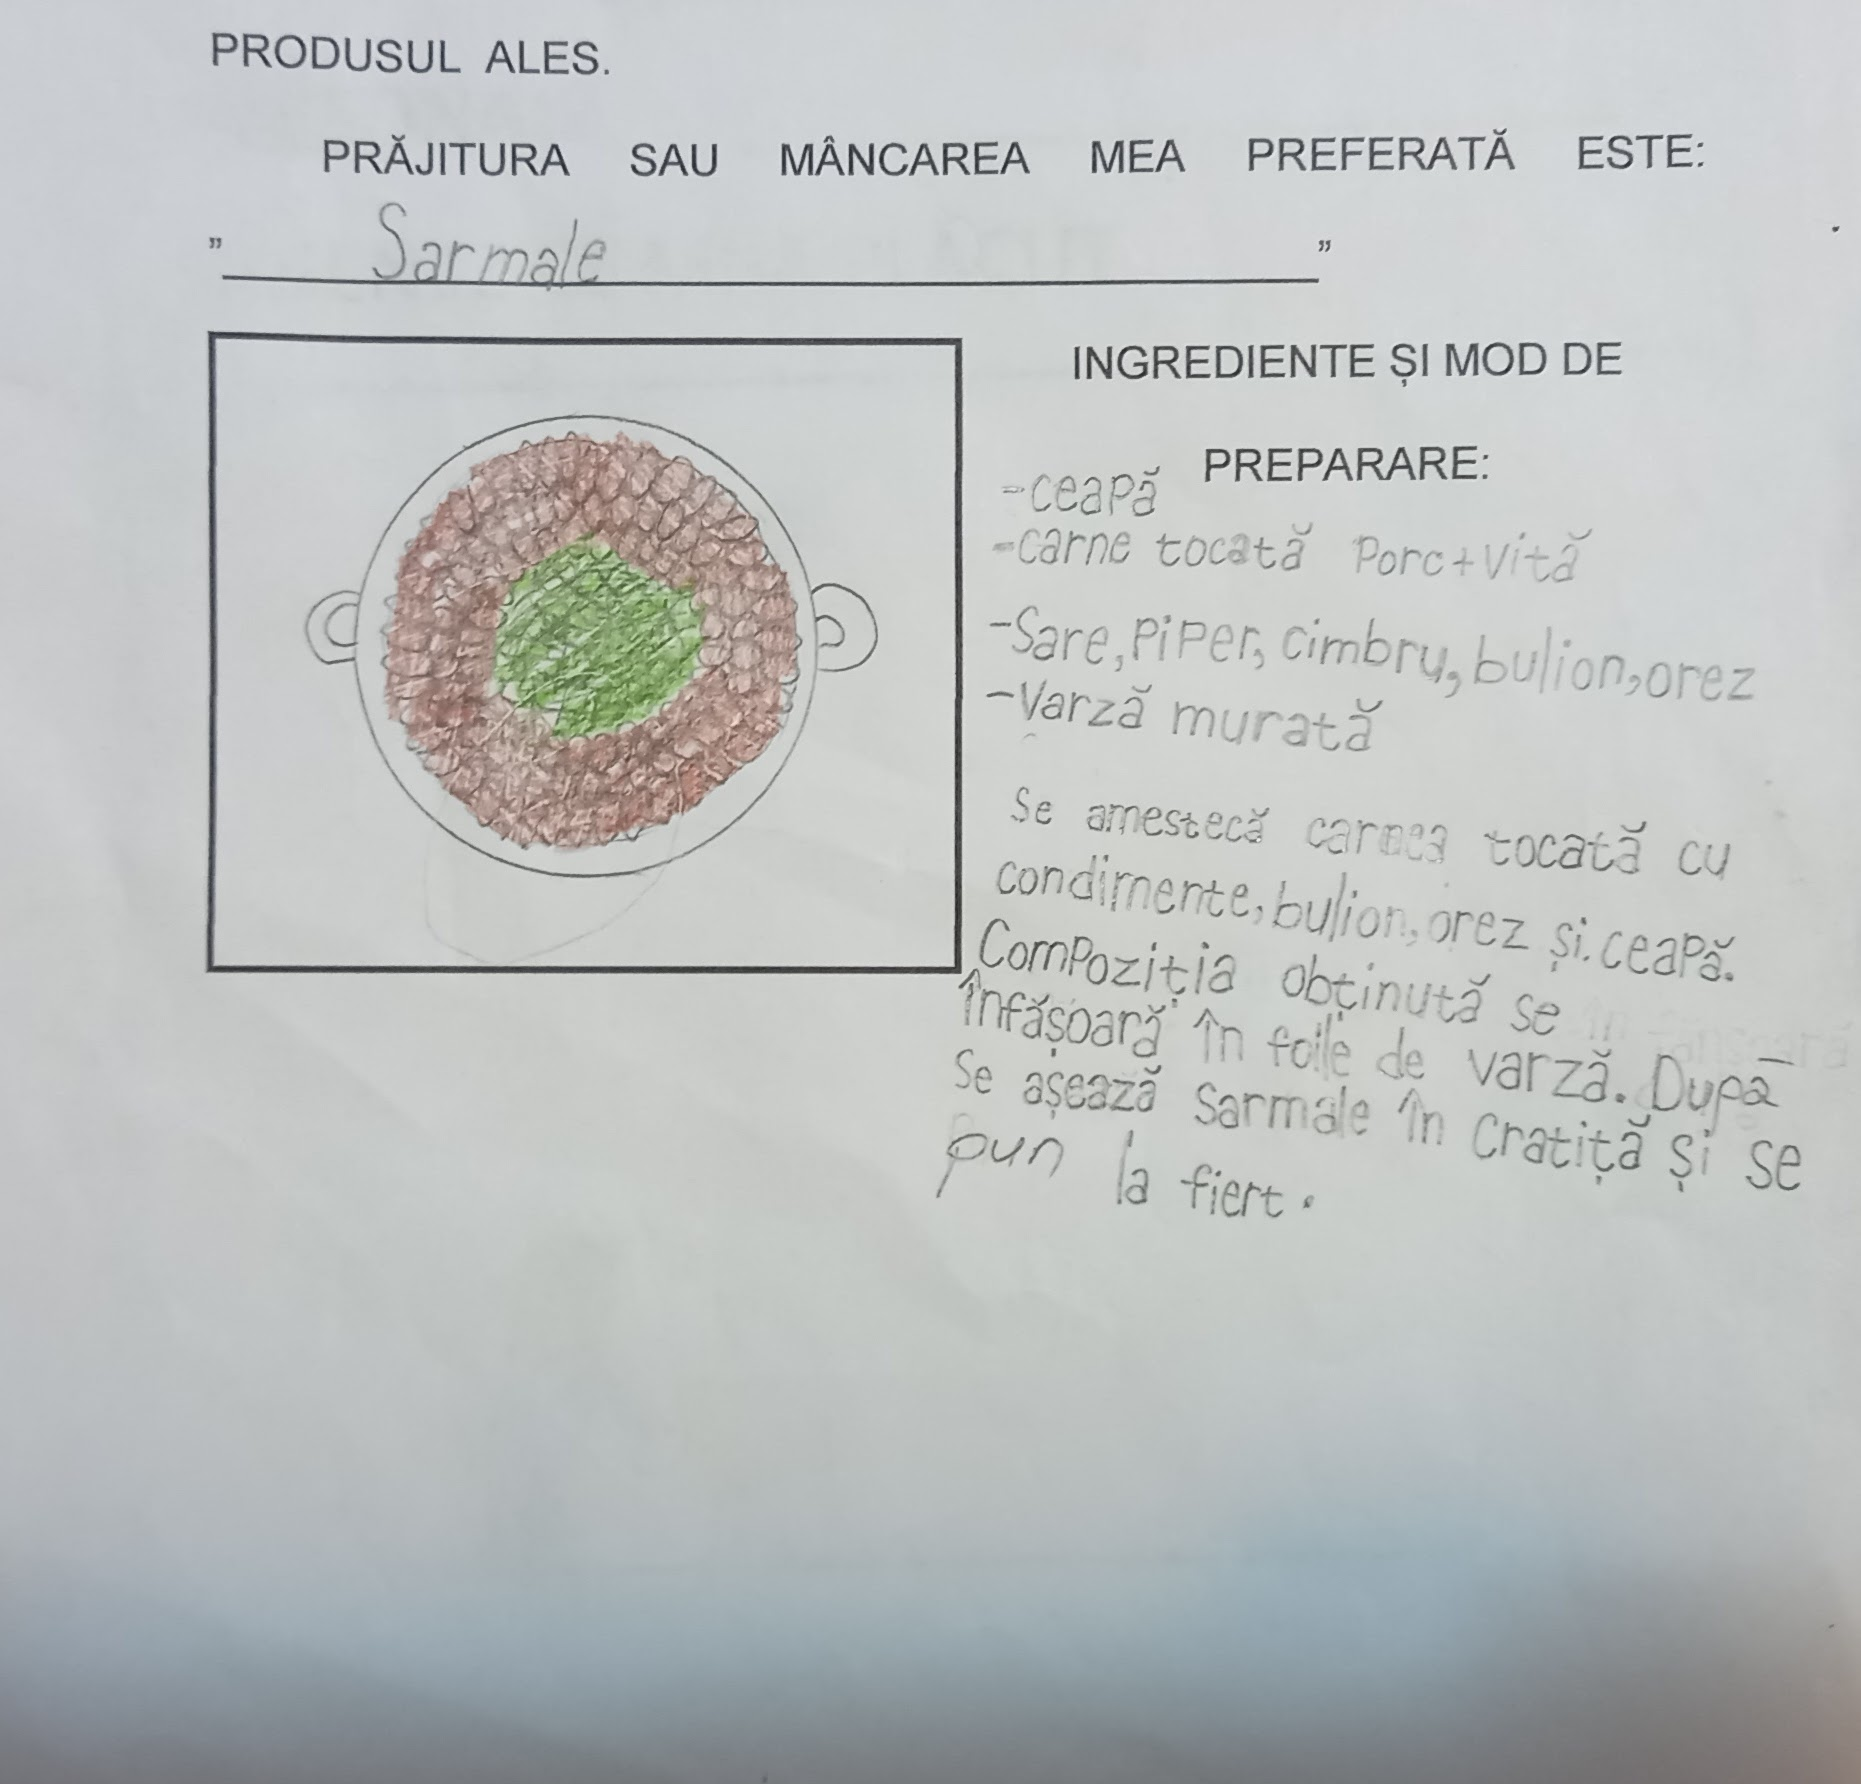 PRODUSUL ALES.
PRĂJITURA SAU MÂNCAREA MEA PREFERATĂ ESTE:
” Sarmale ”
INGREDIENTE ȘI MOD DE
PREPARARE:
-ceapă
-carne tocată Porc+Vită
-Sare, Piper, cimbru, bulion, orez
-Varză murată
Se amestecă carnea tocată cu
condimente, bulion, orez și. ceapă.
Compoziția obținută se
înfășoară în foile de varză. După
se așează sarmale în cratiță și se
pun la fiert.